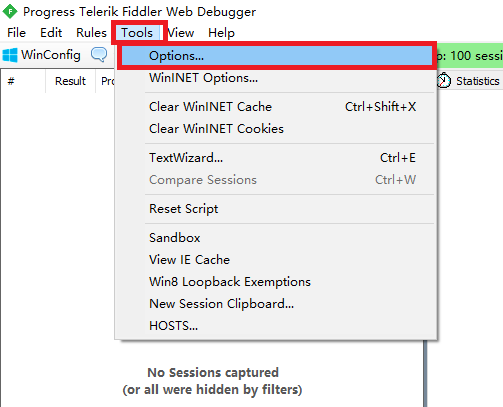 Progress Telerik Fiddler Web Debugger
File Edit Rules Tools View Help
WinConfig
p: 100 sessi
# Result Pro
Statistics
Options...
WinINET Options...
Clear WinINET Cache Ctrl+Shift+X
Clear WinINET Cookies
TextWizard... Ctrl+E
Compare Sessions Ctrl+W
Reset Script
Sandbox
View IE Cache
Win8 Loopback Exemptions
New Session Clipboard...
HOSTS...
No Sessions captured
(or all were hidden by filters)